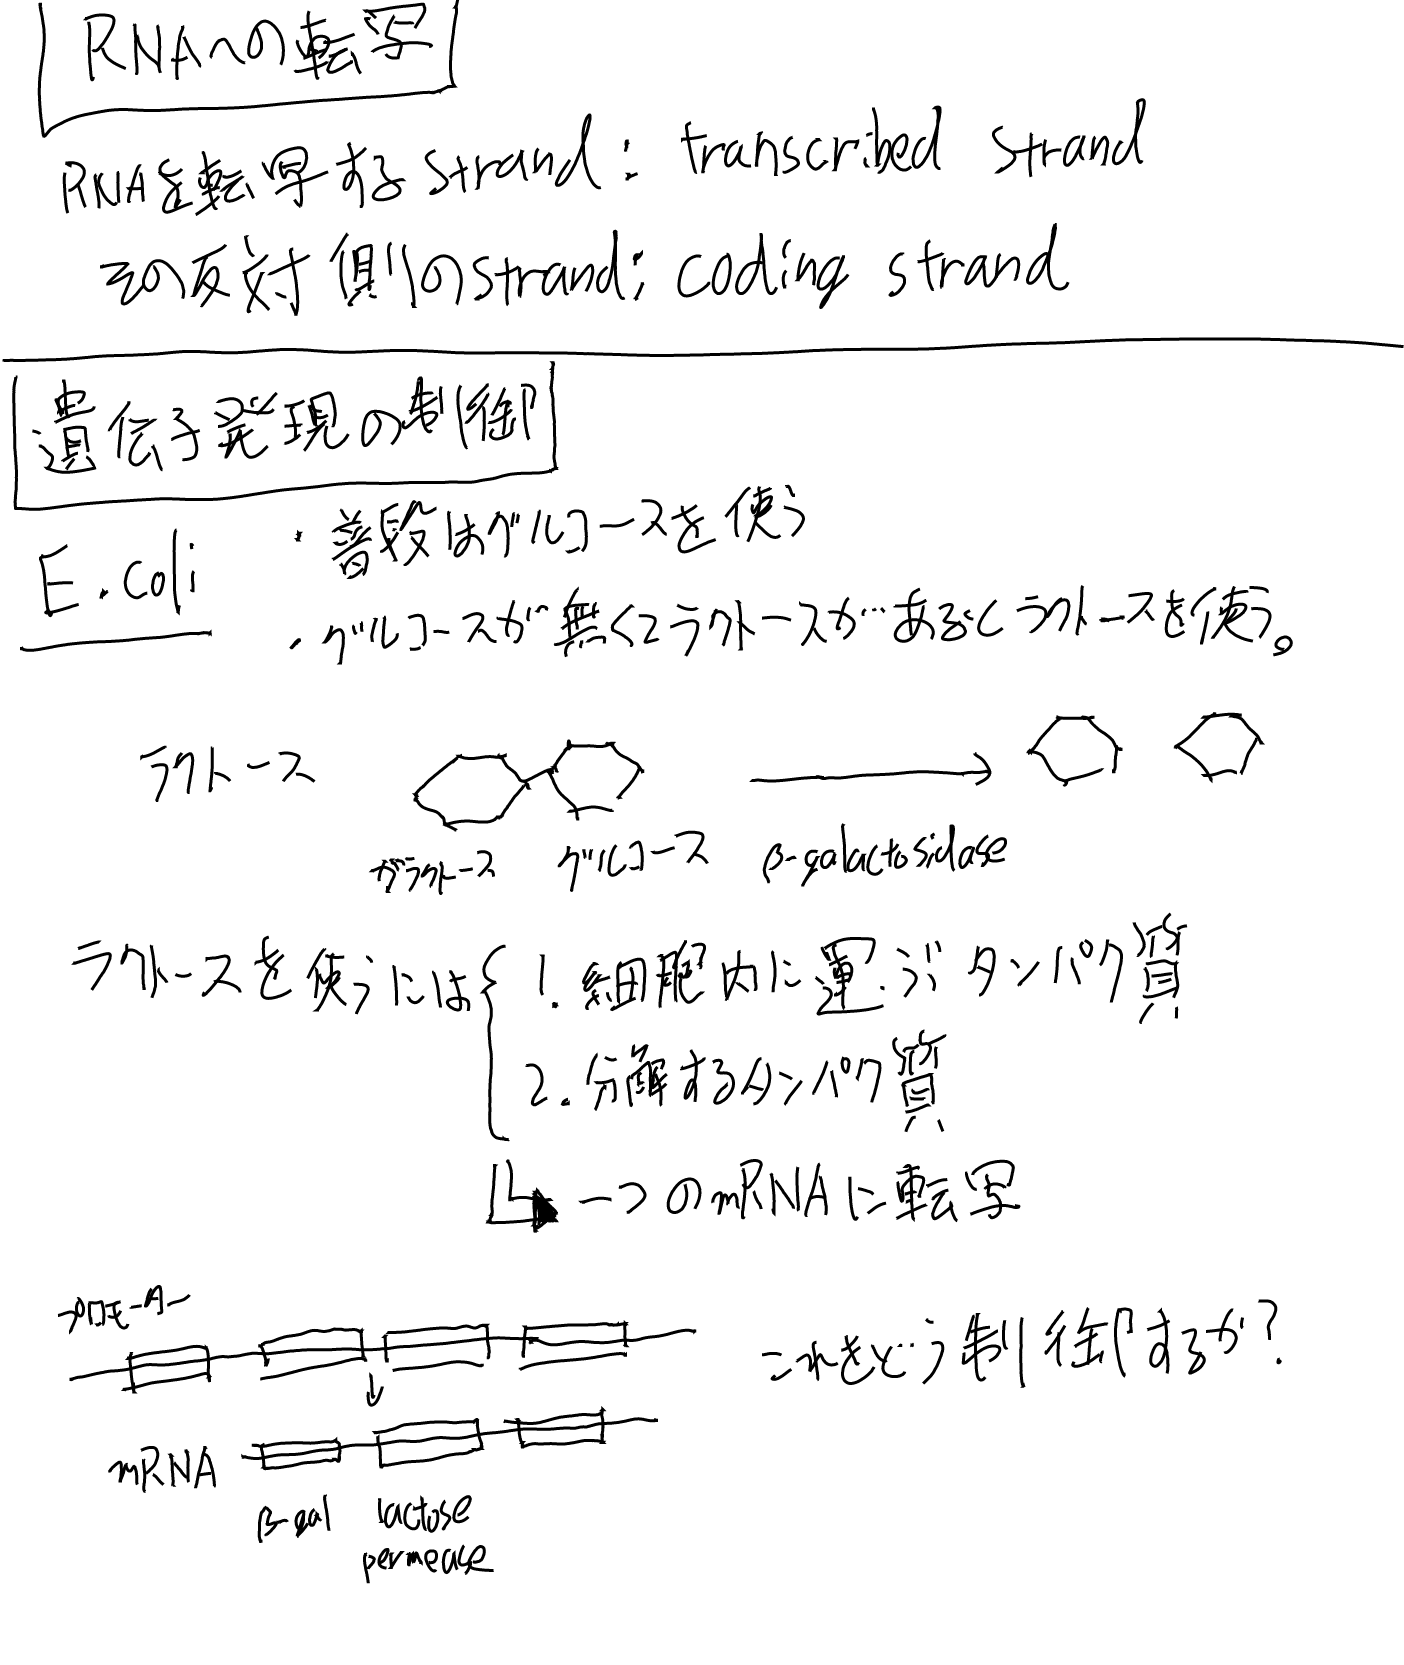 RNAへの転写
RNAを転写するstrand: transcribed strand
その反対側のstrand: coding strand
遺伝子発現の制御
E.coli
・普段はグルコースを使う
・グルコースが無くてラクトースがあるとラクトースを使う。
ラクトース
ガラクトース グルコース β-galactosidase
ラクトースを使うには
1. 細胞内に運ぶタンパク質
2. 分解するタンパク質
一つのmRNAに転写
プロモーター
これをどう制御するか?
mRNA
β-gal lactose
permease